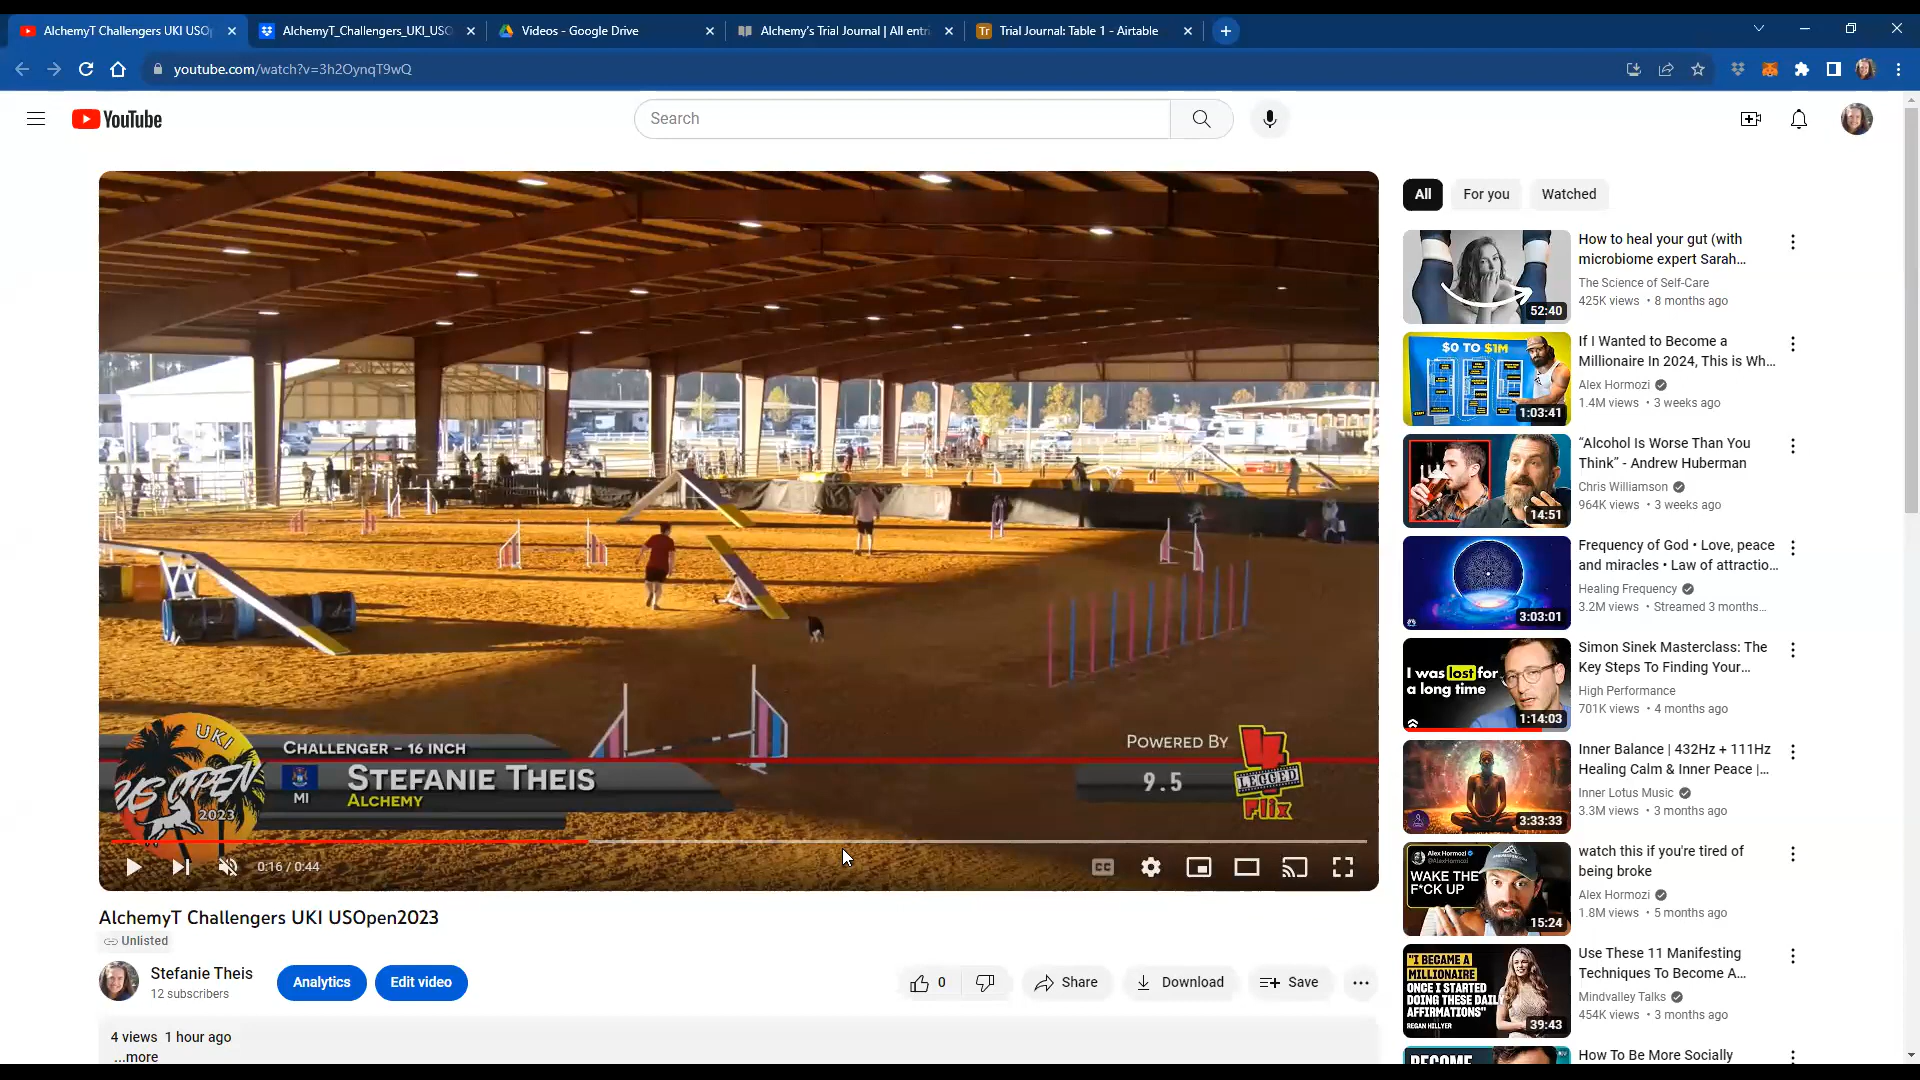 AlchemyT Challengers UKI USOp
AlchemyT_Challengers_UKI_USO
Videos - Google Drive
Alchemy's Trial Journal | All entri
Trial Journal: Table 1 - Airtable
youtube.com/watch?v=3h2OynqT9wQ
YouTube
Search
All
For you
Watched
UKI
US OPEN
2023
CHALLENGER - 16 INCH
MI
STEFANIE THEIS
ALCHEMY
POWERED BY
9.5
4 LEGGED
Flix
0:16 / 0:44
CC
AlchemyT Challengers UKI USOpen2023
Unlisted
Stefanie Theis
12 subscribers
Analytics
Edit video
0
Share
Download
Save
4 views 1 hour ago
...more
52:40
How to heal your gut (with
microbiome expert Sarah...
The Science of Self-Care
425K views • 8 months ago
$0 TO $1M
1:03:41
If I Wanted to Become a
Millionaire In 2024, This is Wh...
Alex Hormozi
1.4M views • 3 weeks ago
14:51
“Alcohol Is Worse Than You
Think” - Andrew Huberman
Chris Williamson
964K views • 3 weeks ago
3:03:01
Frequency of God • Love, peace
and miracles • Law of attractio...
Healing Frequency
3.2M views • Streamed 3 months...
I was lost for
a long time
1:14:03
Simon Sinek Masterclass: The
Key Steps To Finding Your...
High Performance
701K views • 4 months ago
3:33:33
Inner Balance | 432Hz + 111Hz
Healing Calm & Inner Peace |...
Inner Lotus Music
3.3M views • 3 months ago
Alex Hormozi
@AlexHormozi
WAKE THE
F*CK UP
15:24
watch this if you're tired of
being broke
Alex Hormozi
1.8M views • 5 months ago
"I BECAME A
MILLIONAIRE
ONCE I STARTED
DOING THESE DAILY
AFFIRMATIONS"
REGAN HILLYER
39:43
Use These 11 Manifesting
Techniques To Become A...
Mindvalley Talks
454K views • 3 months ago
BECOME
How To Be More Socially